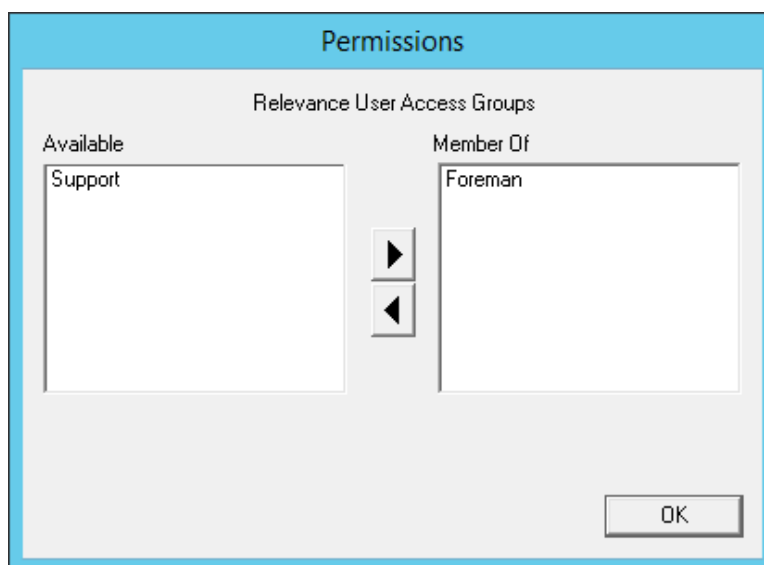 Permissions
Relevance User Access Groups
Available
Member Of
Support
Foreman
OK